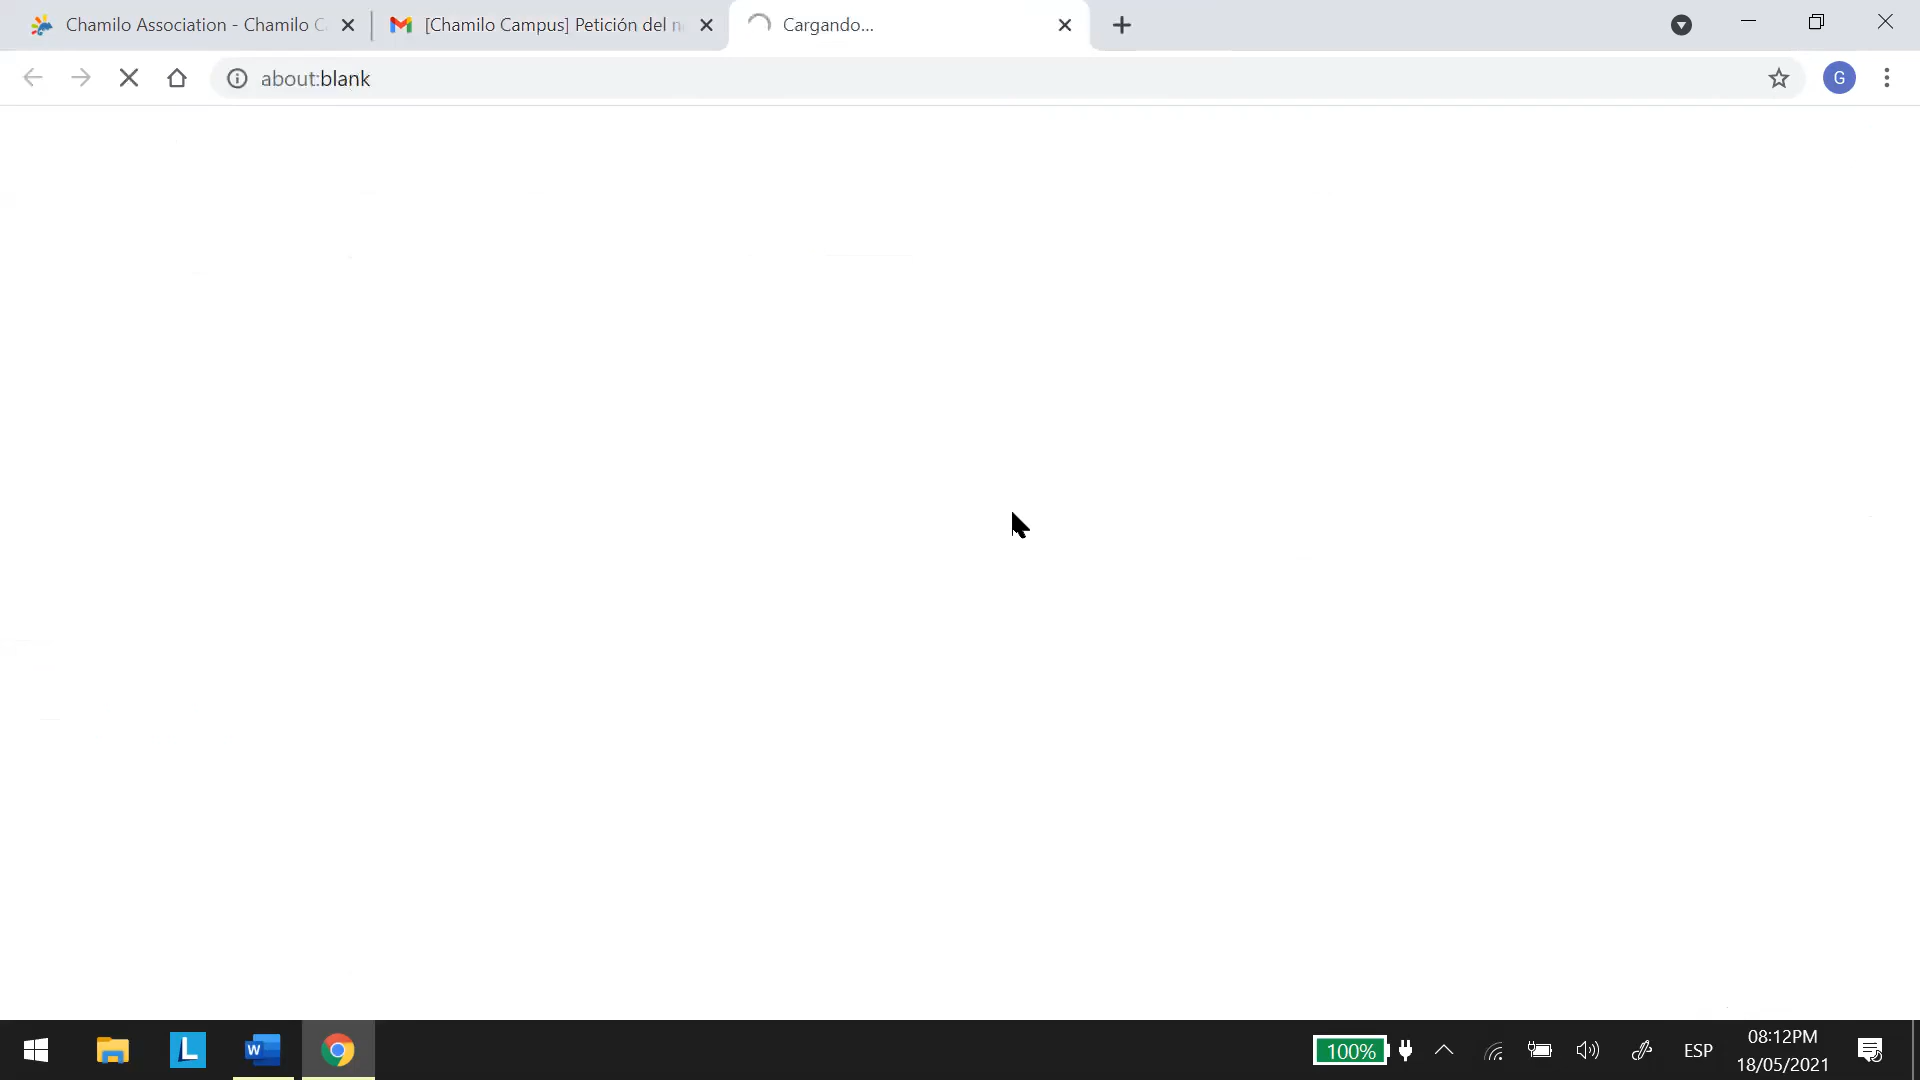 Chamilo Association - Chamilo C
[Chamilo Campus] Petición del n
Cargando...
about:blank
G
L
W
100%
ESP
08:12PM
18/05/2021